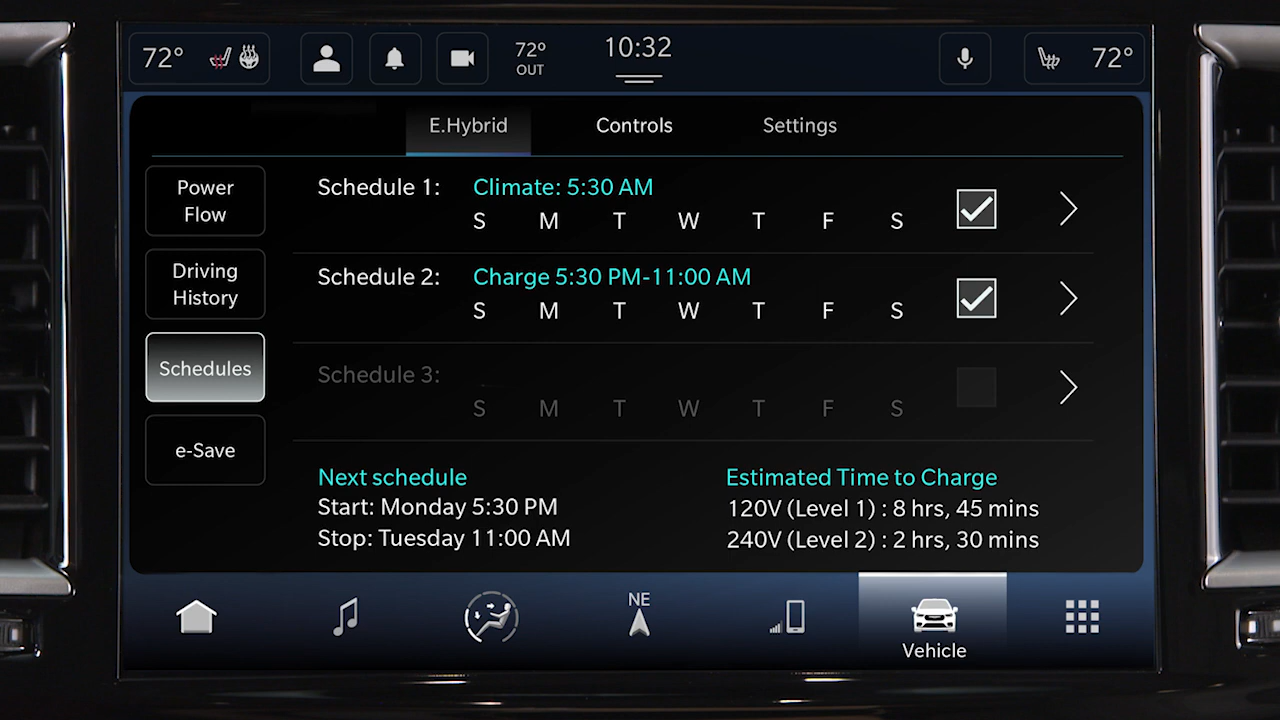 72° 72° OUT 10:32 72°
E.Hybrid Controls Settings
Power Flow
Driving History
Schedules
e-Save
Schedule 1: Climate: 5:30 AM
S M T W T F S
Schedule 2: Charge 5:30 PM-11:00 AM
S M T W T F S
Schedule 3:
S M T W T F S
Next schedule
Start: Monday 5:30 PM
Stop: Tuesday 11:00 AM
Estimated Time to Charge
120V (Level 1) : 8 hrs, 45 mins
240V (Level 2) : 2 hrs, 30 mins
NE
Vehicle